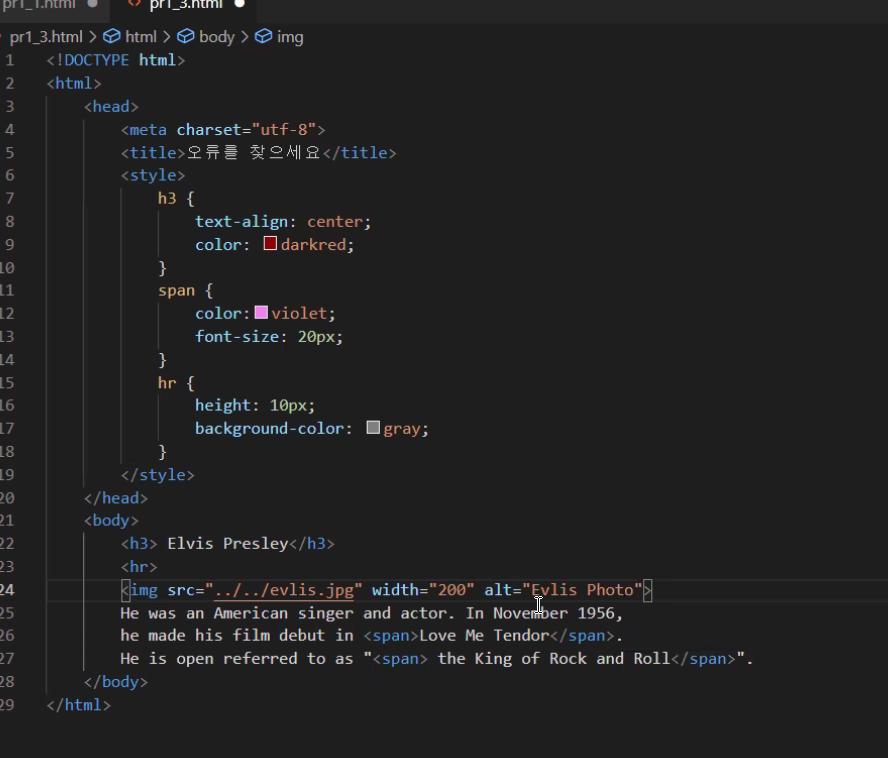 pr1_1.html ● pr1_3.html ●
pr1_3.html > html > body > img
1 <!DOCTYPE html>
2 <html>
3 <head>
4 <meta charset="utf-8">
5 <title>오류를 찾으세요</title>
6 <style>
7 h3 {
8 text-align: center;
9 color: darkred;
10 }
11 span {
12 color:violet;
13 font-size: 20px;
14 }
15 hr {
16 height: 10px;
17 background-color: gray;
18 }
19 </style>
20 </head>
21 <body>
22 <h3> Elvis Presley</h3>
23 <hr>
24 <img src="../../evlis.jpg" width="200" alt="Evlis Photo">
25 He was an American singer and actor. In November 1956,
26 he made his film debut in <span>Love Me Tendor</span>.
27 He is open referred to as "<span> the King of Rock and Roll</span>".
28 </body>
29 </html>